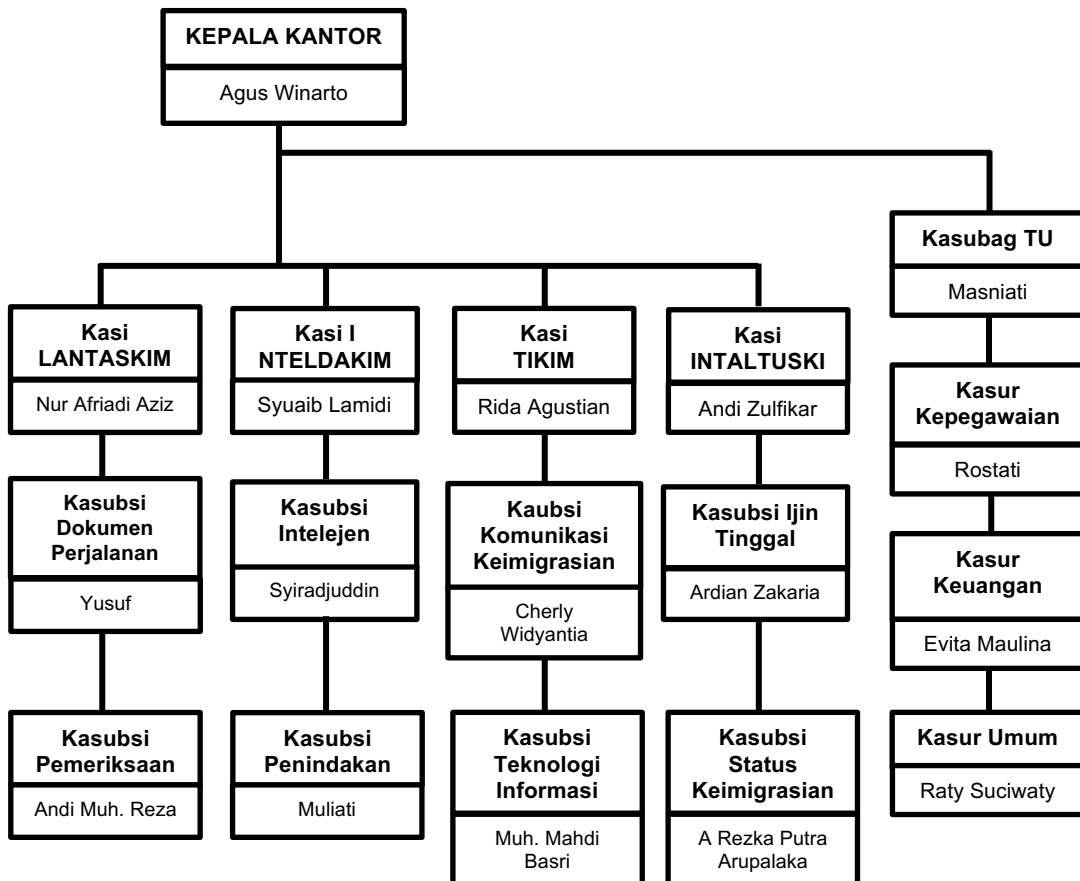 KEPALA KANTOR
Agus Winarto
Kasubag TU
Masniati
Kasi
LANTASKIM
Nur Afriadi Aziz
Kasi I
NTELDAKIM
Syuaib Lamidi
Kasi
TIKIM
Rida Agustian
Kasi
INTALTUSKI
Andi Zulfikar
Kasur
Kepegawaian
Rostati
Kasubsi
Dokumen
Perjalanan
Yusuf
Kasubsi
Intelejen
Syiradjuddin
Kaubsi
Komunikasi
Keimigrasian
Cherly
Widyantia
Kasubsi Ijin
Tinggal
Ardian Zakaria
Kasur
Keuangan
Evita Maulina
Kasubsi
Pemeriksaan
Andi Muh. Reza
Kasubsi
Penindakan
Muliati
Kasubsi
Teknologi
Informasi
Muh. Mahdi
Basri
Kasubsi
Status
Keimigrasian
A Rezka Putra
Arupalaka
Kasur Umum
Raty Suciwaty